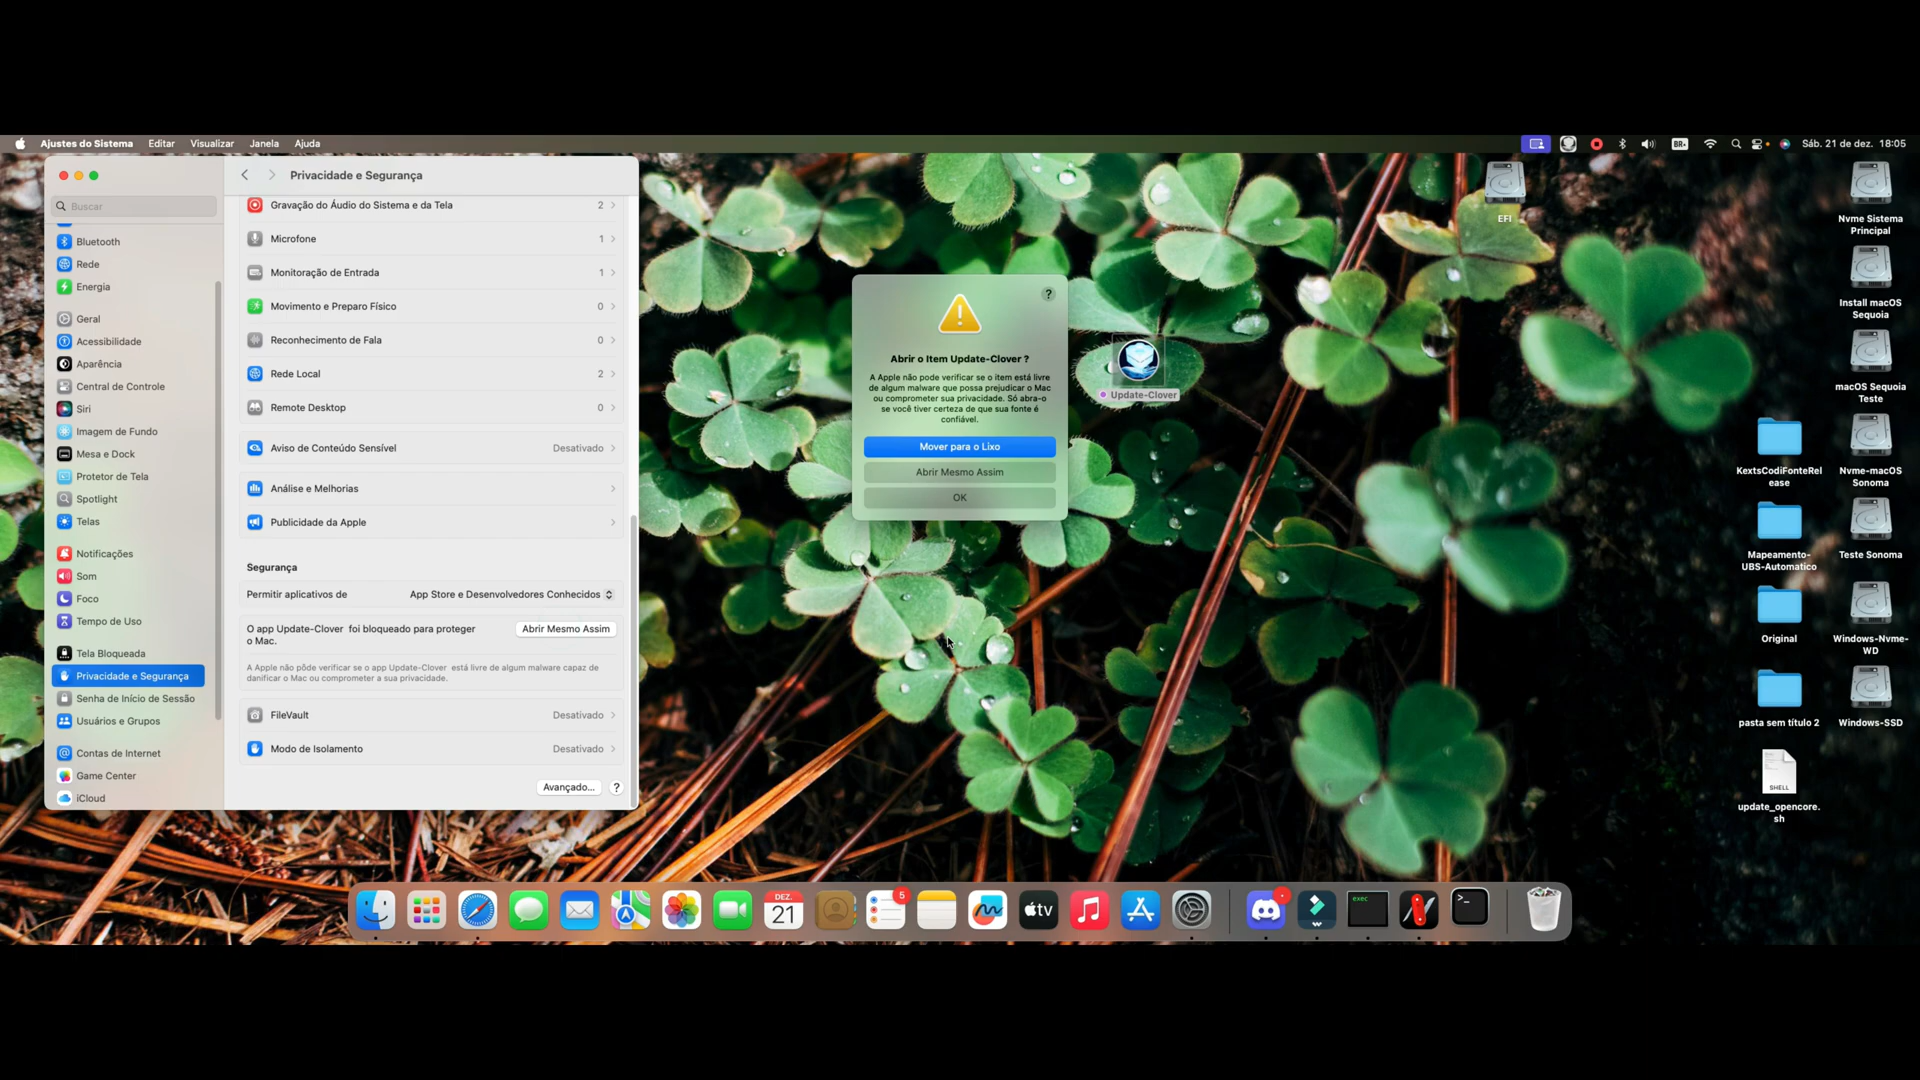 Ajustes do Sistema Editar Visualizar Janela Ajuda
BR Sáb. 21 de dez. 18:05
Buscar
Bluetooth
Rede
Energia
Geral
Acessibilidade
Aparência
Central de Controle
Siri
Imagem de Fundo
Mesa e Dock
Protetor de Tela
Spotlight
Telas
Notificações
Som
Foco
Tempo de Uso
Tela Bloqueada
Privacidade e Segurança
Senha de Início de Sessão
Usuários e Grupos
Contas de Internet
Game Center
iCloud
Privacidade e Segurança
Gravação do Áudio do Sistema e da Tela 2
Microfone 1
Monitoração de Entrada 1
Movimento e Preparo Físico 0
Reconhecimento de Fala 0
Rede Local 2
Remote Desktop 0
Aviso de Conteúdo Sensível Desativado
Análise e Melhorias
Publicidade da Apple
Segurança
Permitir aplicativos de App Store e Desenvolvedores Conhecidos
O app Update-Clover foi bloqueado para proteger
o Mac.
Abrir Mesmo Assim
A Apple não pôde verificar se o app Update-Clover está livre de algum malware capaz de
danificar o Mac ou comprometer a sua privacidade.
FileVault Desativado
Modo de Isolamento Desativado
Avançado... ?
?
Abrir o Item Update-Clover ?
A Apple não pode verificar se o item está livre
de algum malware que possa prejudicar o Mac
ou comprometer sua privacidade. Só abra-o
se você tiver certeza de que sua fonte é
confiável.
Mover para o Lixo
Abrir Mesmo Assim
OK
Update-Clover
EFI
Nvme Sistema
Principal
Install macOS
Sequoia
macOS Sequoia
Teste
KextsCodiFonteRel
ease
Nvme-macOS
Sonoma
Mapeamento-
UBS-Automatico
Teste Sonoma
Original
Windows-Nvme-
WD
pasta sem título 2
Windows-SSD
SHELL
update_opencore.
sh
DEZ.
21
5
tv
exec
>_